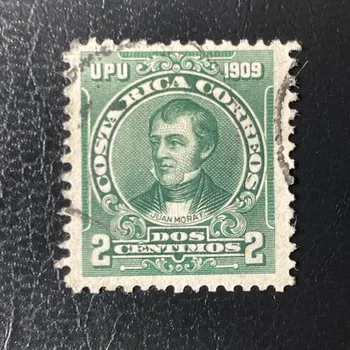 UPU 1909
COSTA RICA CORREOS
JUAN MORA F.
2 DOS 2
CENTIMOS